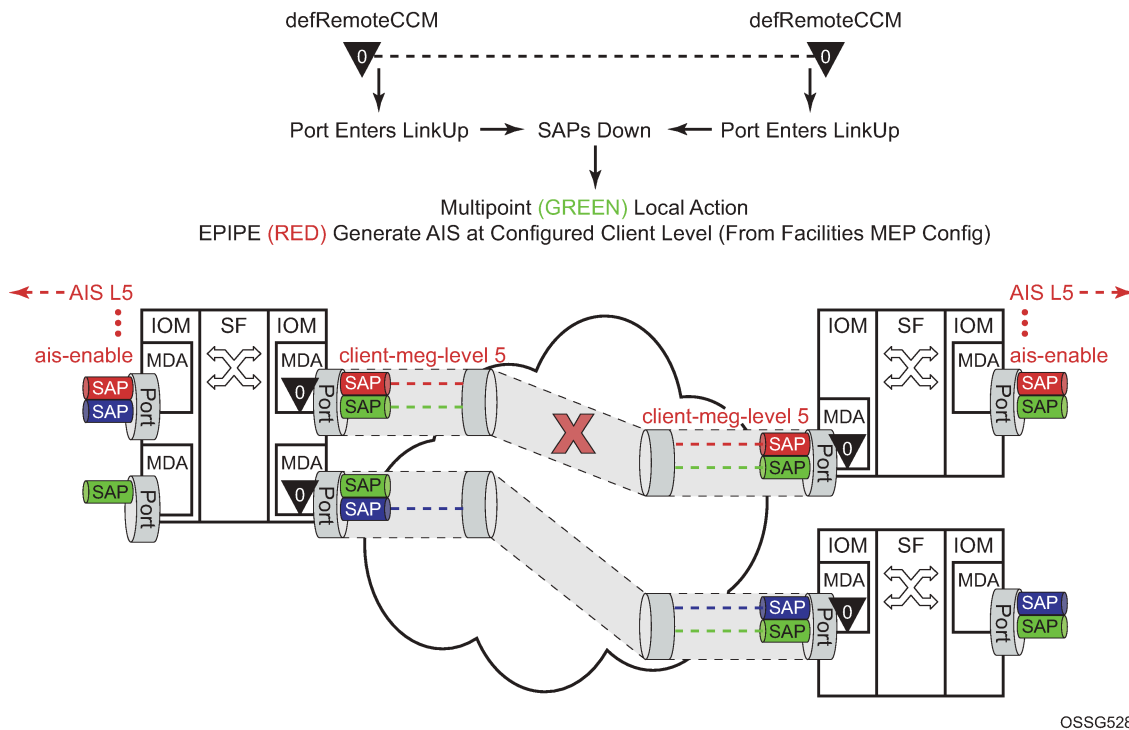 defRemoteCCM defRemoteCCM
0 0
Port Enters LinkUp SAPs Down Port Enters LinkUp
Multipoint (GREEN) Local Action
EPIPE (RED) Generate AIS at Configured Client Level (From Facilities MEP Config)
AIS L5 AIS L5
IOM SF IOM IOM SF IOM
ais-enable MDA MDA client-meg-level 5 MDA ais-enable
SAP Port 0 Port SAP Port SAP
SAP SAP SAP
client-meg-level 5
MDA SAP Port
X
0 SAP
MDA MDA
SAP Port 0 Port SAP
SAP
IOM SF IOM
MDA MDA
SAP Port 0 Port SAP
SAP SAP
OSSG528